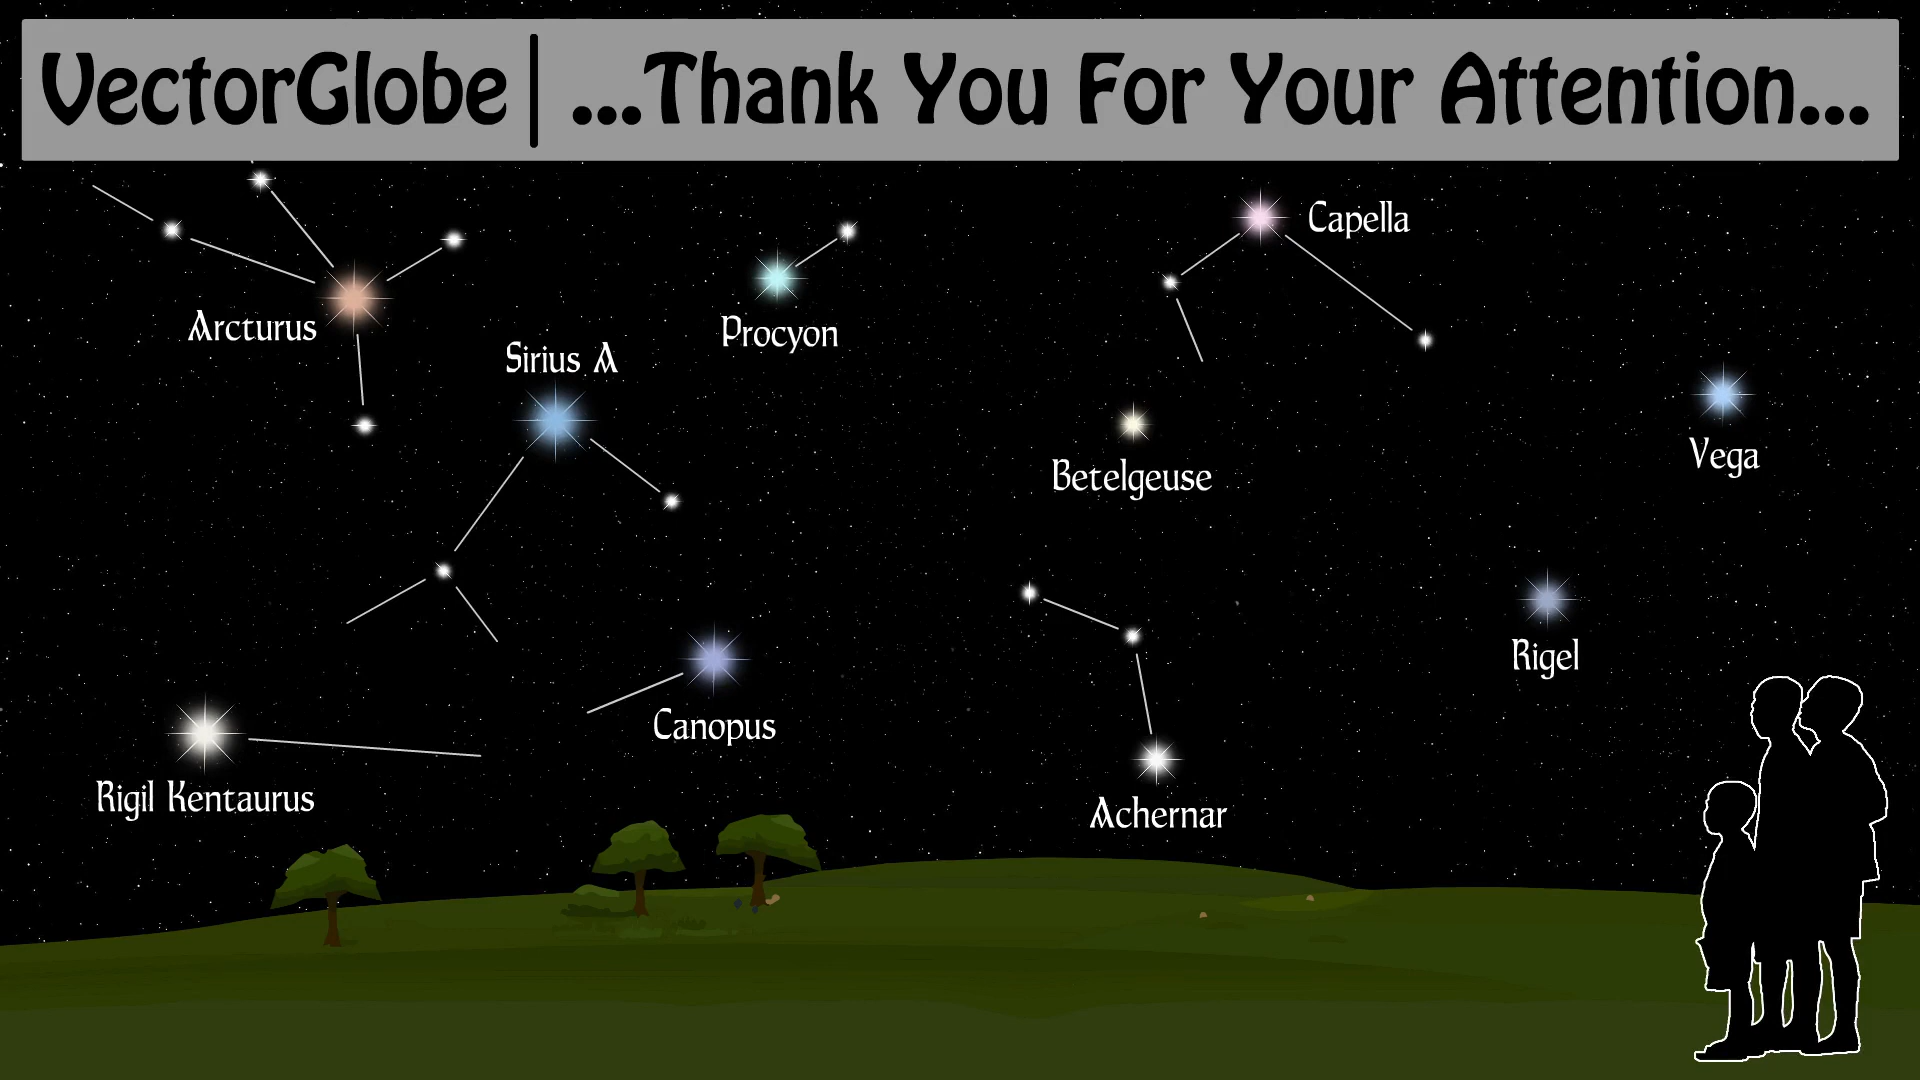 VectorGlobe| ...Thank You For Your Attention...
Capella
Arcturus
Procyon
Sirius A
Vega
Betelgeuse
Rigel
Canopus
Rigil Kentaurus
Achernar